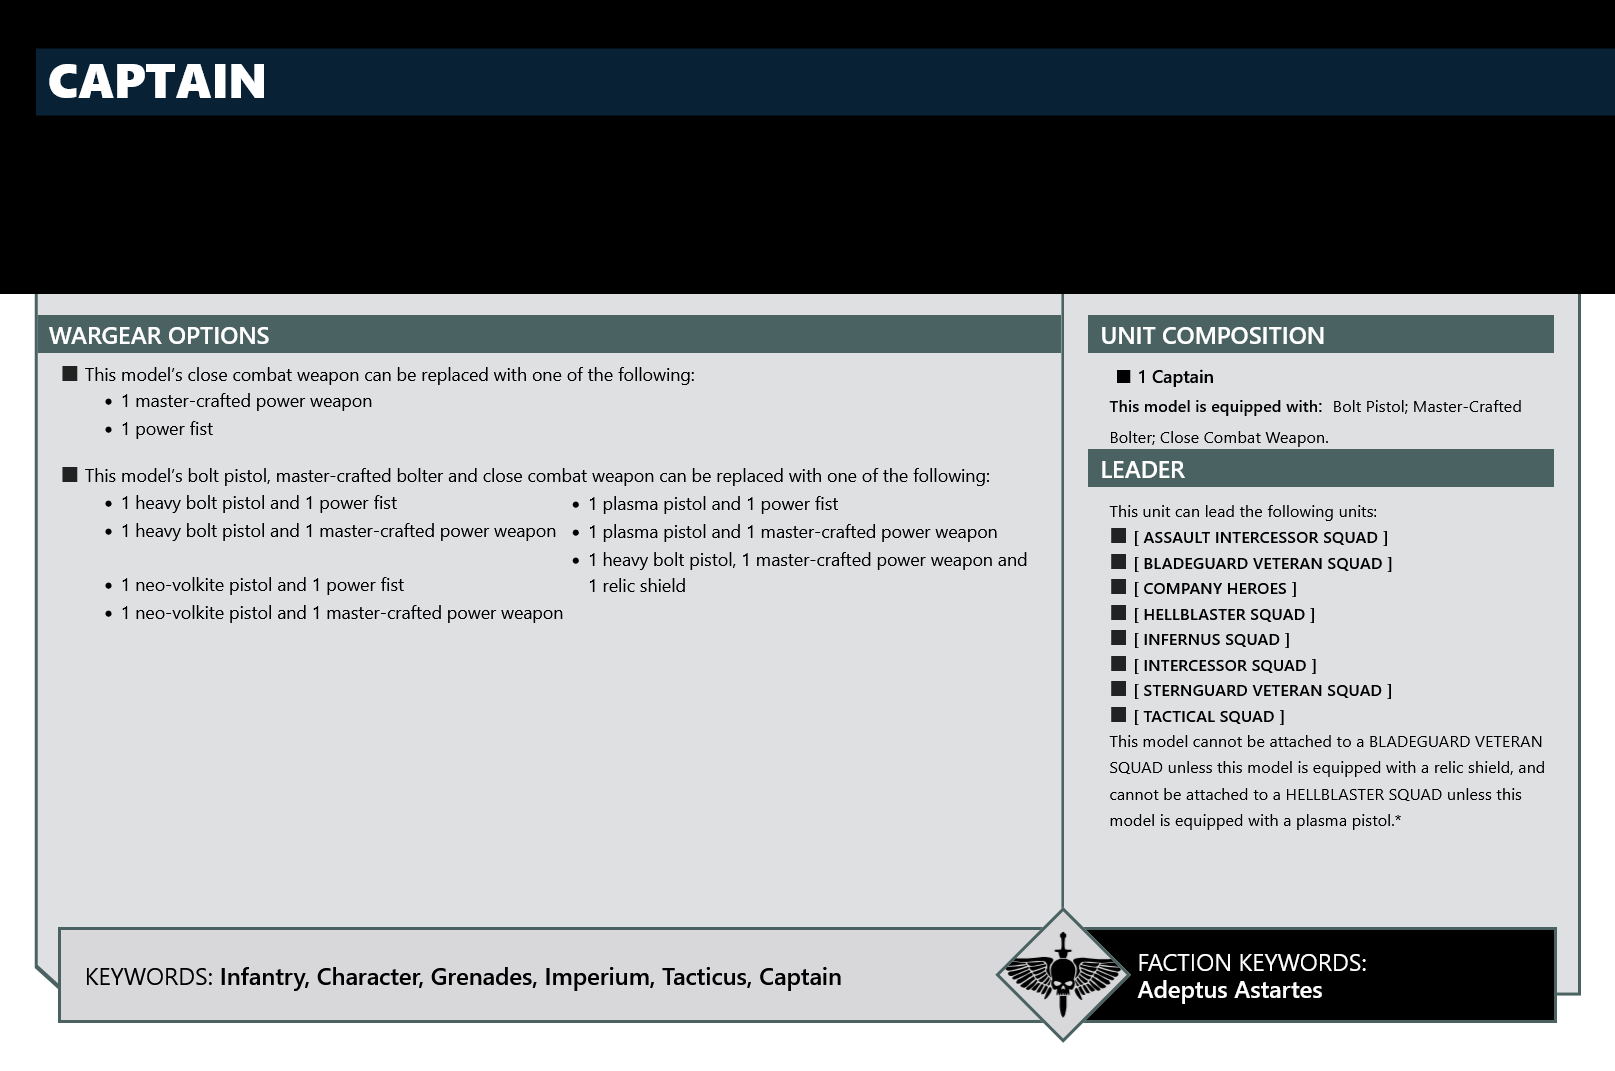 CAPTAIN
WARGEAR OPTIONS
This model's close combat weapon can be replaced with one of the following:
1 master-crafted power weapon
1 power fist
This model's bolt pistol, master-crafted bolter and close combat weapon can be replaced with one of the following:
1 heavy bolt pistol and 1 power fist
1 heavy bolt pistol and 1 master-crafted power weapon
1 neo-volkite pistol and 1 power fist
1 neo-volkite pistol and 1 master-crafted power weapon
1 plasma pistol and 1 power fist
1 plasma pistol and 1 master-crafted power weapon
1 heavy bolt pistol, 1 master-crafted power weapon and
1 relic shield
UNIT COMPOSITION
1 Captain
This model is equipped with: Bolt Pistol; Master-Crafted
Bolter; Close Combat Weapon.
LEADER
This unit can lead the following units:
[ ASSAULT INTERCESSOR SQUAD ]
[ BLADEGUARD VETERAN SQUAD ]
[ COMPANY HEROES ]
[ HELLBLASTER SQUAD ]
[ INFERNUS SQUAD ]
[ INTERCESSOR SQUAD ]
[ STERNGUARD VETERAN SQUAD ]
[ TACTICAL SQUAD ]
This model cannot be attached to a BLADEGUARD VETERAN
SQUAD unless this model is equipped with a relic shield, and
cannot be attached to a HELLBLASTER SQUAD unless this
model is equipped with a plasma pistol.*
KEYWORDS: Infantry, Character, Grenades, Imperium, Tacticus, Captain
FACTION KEYWORDS:
Adeptus Astartes